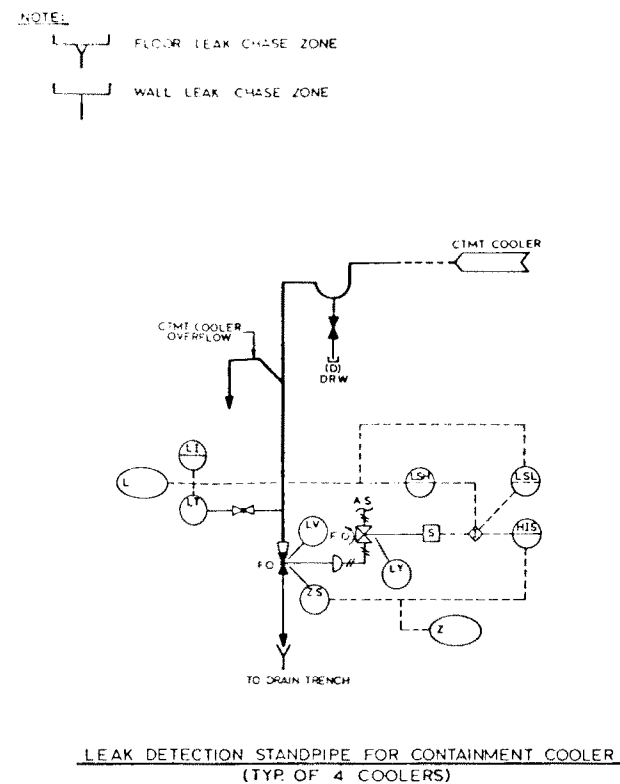 NOTE:
FLOOR LEAK CHASE ZONE
WALL LEAK CHASE ZONE
CTMT COOLER
CTMT COOLER
OVERFLOW
(D)
DRW
LI
L
LSH
LSL
LT
A S
LV
F O
S
HIS
F O
LY
ZS
Z
TO DRAIN TRENCH
LEAK DETECTION STANDPIPE FOR CONTAINMENT COOLER
(TYP. OF 4 COOLERS)